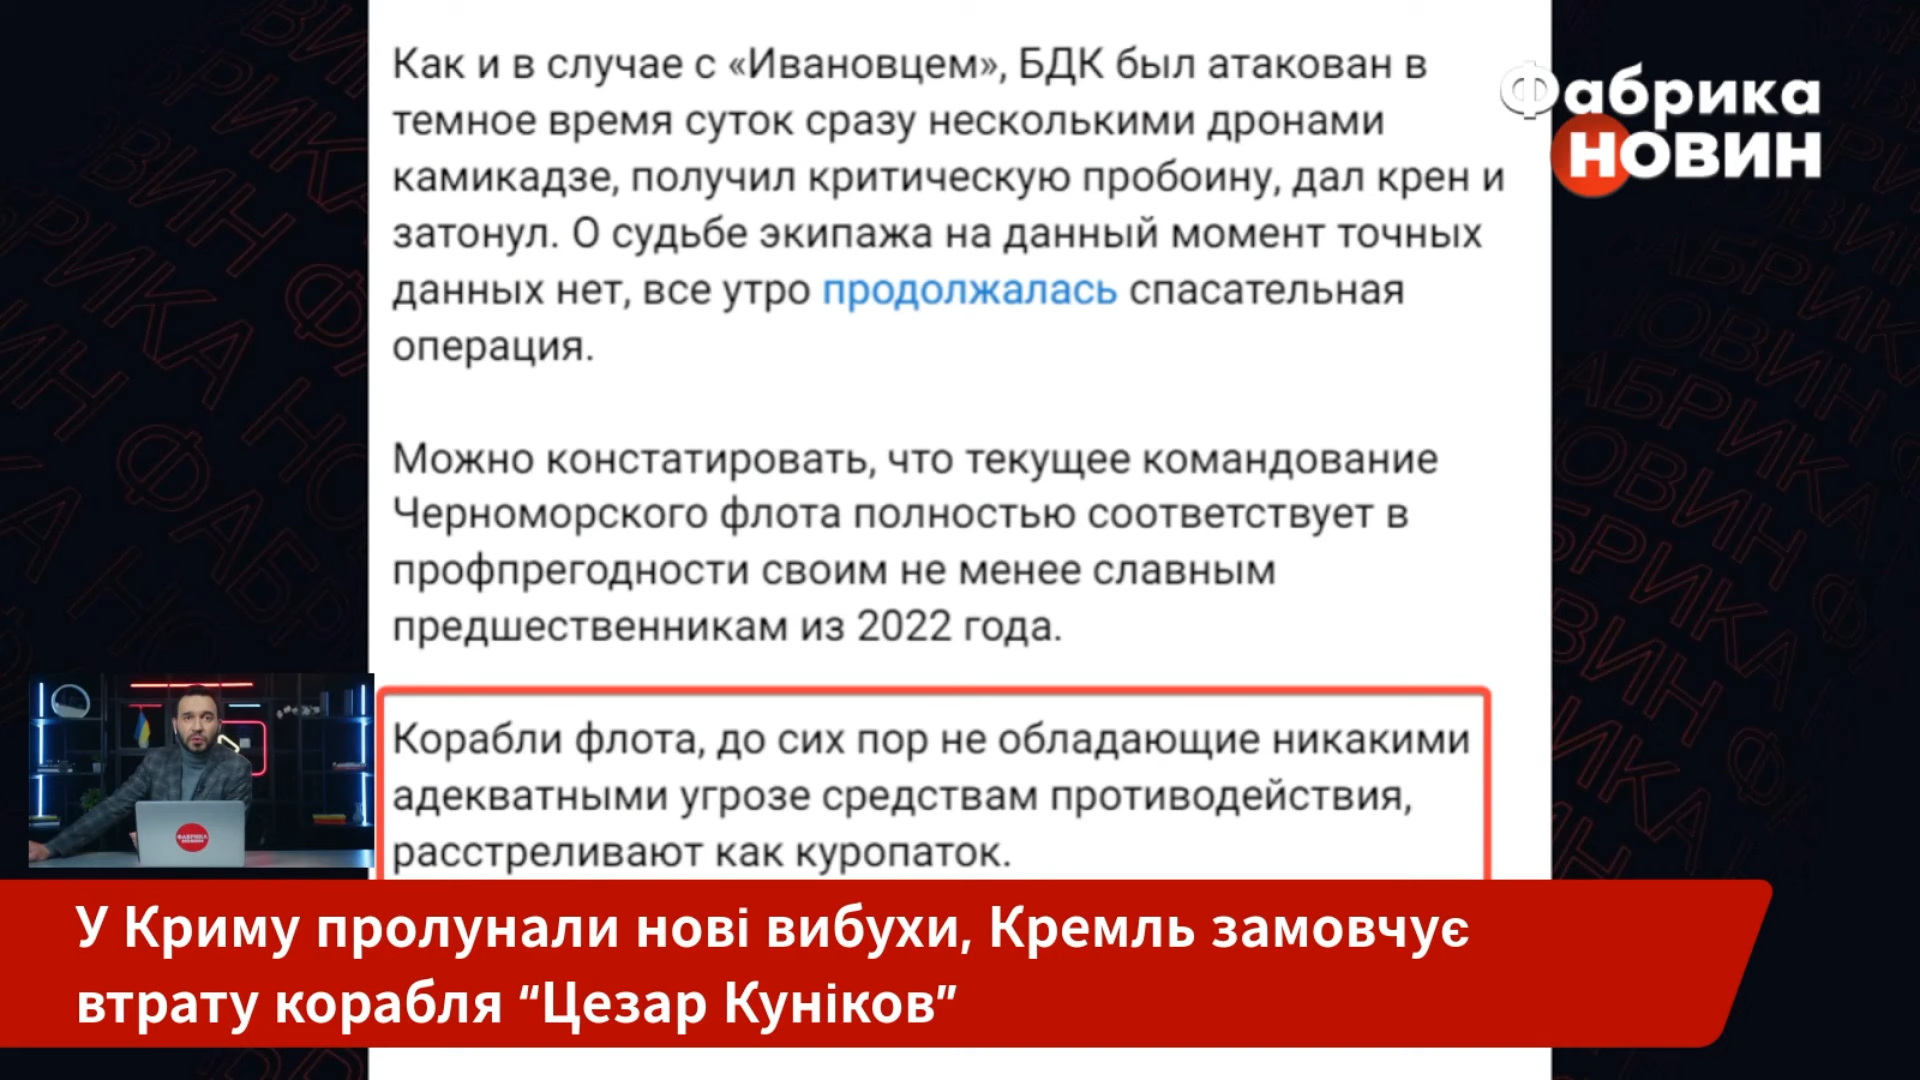 Как и в случае с «Ивановцем», БДК был атакован в
темное время суток сразу несколькими дронами
камикадзе, получил критическую пробоину, дал крен и
затонул. О судьбе экипажа на данный момент точных
данных нет, все утро продолжалась спасательная
операция.
Можно констатировать, что текущее командование
Черноморского флота полностью соответствует в
профпрегодности своим не менее славным
предшественникам из 2022 года.
Корабли флота, до сих пор не обладающие никакими
адекватными угрозе средствам противодействия,
расстреливают как куропаток.
Фабрика
новин
ФАБРИКА
НОВИН
У Криму пролунали нові вибухи, Кремль замовчує
втрату корабля “Цезар Куніков”